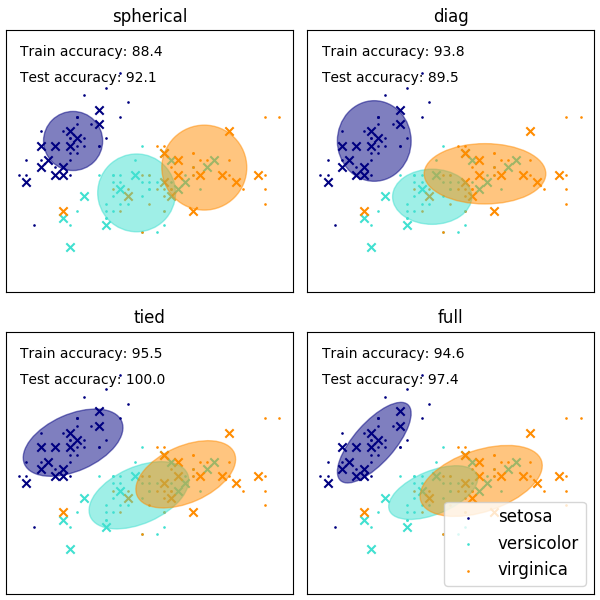 spherical
Train accuracy: 88.4
Test accuracy: 92.1
diag
Train accuracy: 93.8
Test accuracy: 89.5
tied
Train accuracy: 95.5
Test accuracy: 100.0
full
Train accuracy: 94.6
Test accuracy: 97.4
setosa
versicolor
virginica